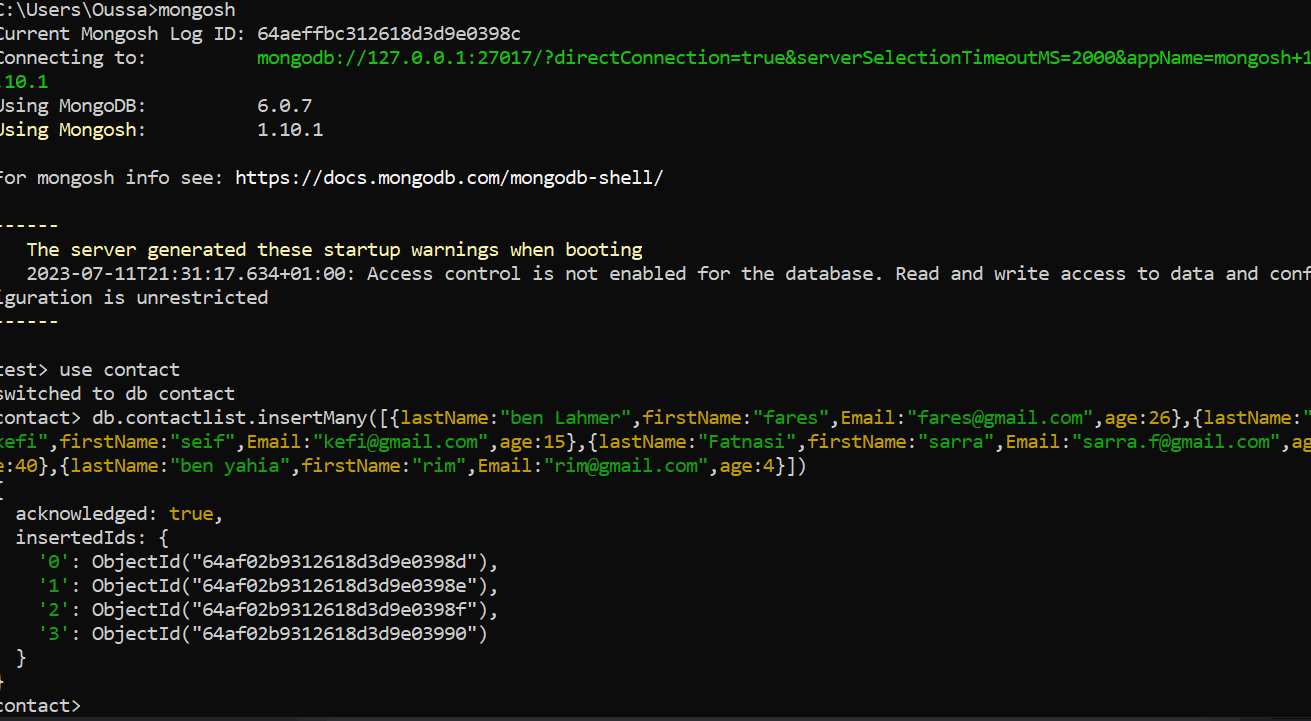 C:\Users\Oussa>mongosh
Current Mongosh Log ID: 64aeffbc312618d3d9e0398c
Connecting to: mongodb://127.0.0.1:27017/?directConnection=true&serverSelectionTimeoutMS=2000&appName=mongosh+1
.10.1
Using MongoDB: 6.0.7
Using Mongosh: 1.10.1
For mongosh info see: https://docs.mongodb.com/mongodb-shell/
------
The server generated these startup warnings when booting
2023-07-11T21:31:17.634+01:00: Access control is not enabled for the database. Read and write access to data and conf
iguration is unrestricted
------
test> use contact
switched to db contact
contact> db.contactlist.insertMany([{lastName:"ben Lahmer",firstName:"fares",Email:"fares@gmail.com",age:26},{lastName:"
kefi",firstName:"seif",Email:"kefi@gmail.com",age:15},{lastName:"Fatnasi",firstName:"sarra",Email:"sarra.f@gmail.com",ag
e:40},{lastName:"ben yahia",firstName:"rim",Email:"rim@gmail.com",age:4}])
{
acknowledged: true,
insertedIds: {
'0': ObjectId("64af02b9312618d3d9e0398d"),
'1': ObjectId("64af02b9312618d3d9e0398e"),
'2': ObjectId("64af02b9312618d3d9e0398f"),
'3': ObjectId("64af02b9312618d3d9e03990")
}
}
contact>